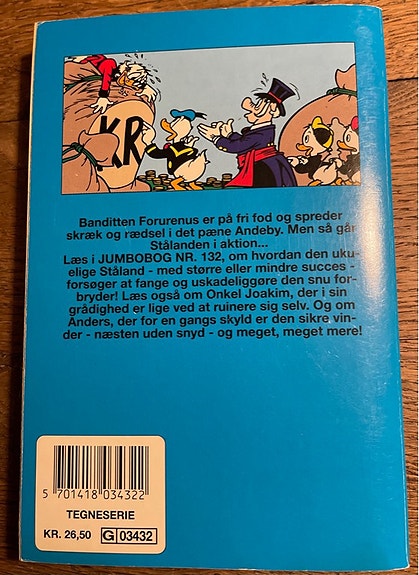 KR
Banditten Forurenus er på fri fod og spreder
skræk og rædsel i det pæne Andeby. Men så går
Stålanden i aktion...
Læs i JUMBOBOG NR. 132, om hvordan den uku-
elige Ståland - med større eller mindre succes -
forsøger at fange og uskadeliggøre den snu for-
bryder! Læs også om Onkel Joakim, der i sin
grådighed er lige ved at ruinere sig selv. Og om
Anders, der for en gangs skyld er den sikre vin-
der - næsten uden snyd - og meget, meget mere!
5 701418 034322
TEGNESERIE
KR. 26,50 G 03432